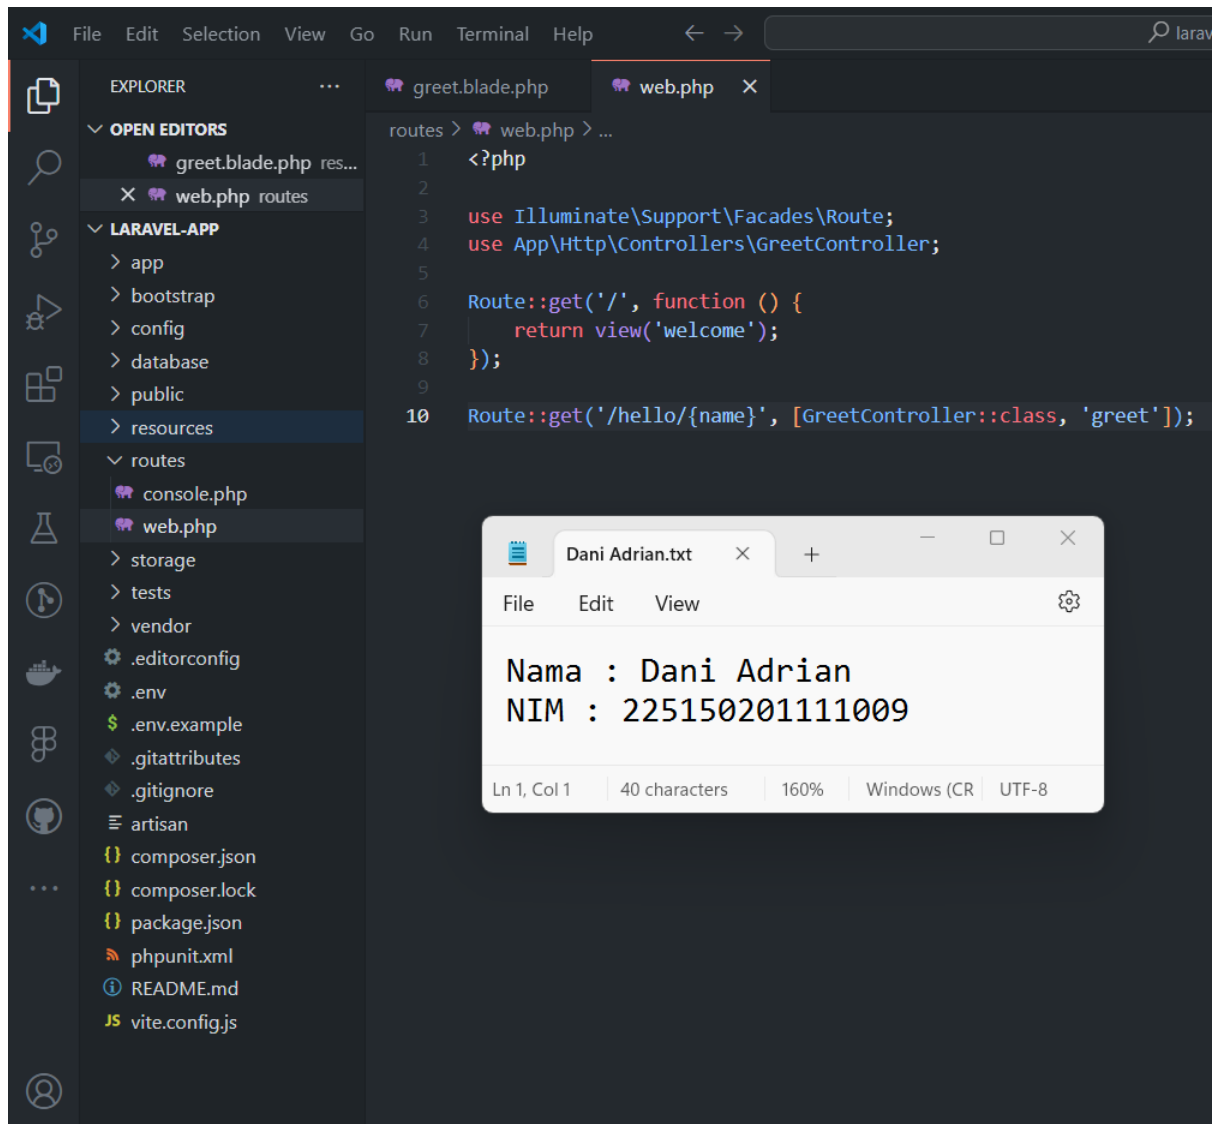 File Edit Selection View Go Run Terminal Help
EXPLORER
OPEN EDITORS
greet.blade.php res...
web.php routes
LARAVEL-APP
app
bootstrap
config
database
public
resources
routes
console.php
web.php
storage
tests
vendor
.editorconfig
.env
$ .env.example
.gitattributes
.gitignore
artisan
{} composer.json
{} composer.lock
{} package.json
phpunit.xml
README.md
JS vite.config.js
greet.blade.php
web.php
routes > web.php > ...
1 <?php
2
3 use Illuminate\Support\Facades\Route;
4 use App\Http\Controllers\GreetController;
5
6 Route::get('/', function () {
7     return view('welcome');
8 });
9
10 Route::get('/hello/{name}', [GreetController::class, 'greet']);
Dani Adrian.txt
File Edit View
Nama : Dani Adrian
NIM : 225150201111009
Ln 1, Col 1 40 characters 160% Windows (CR UTF-8